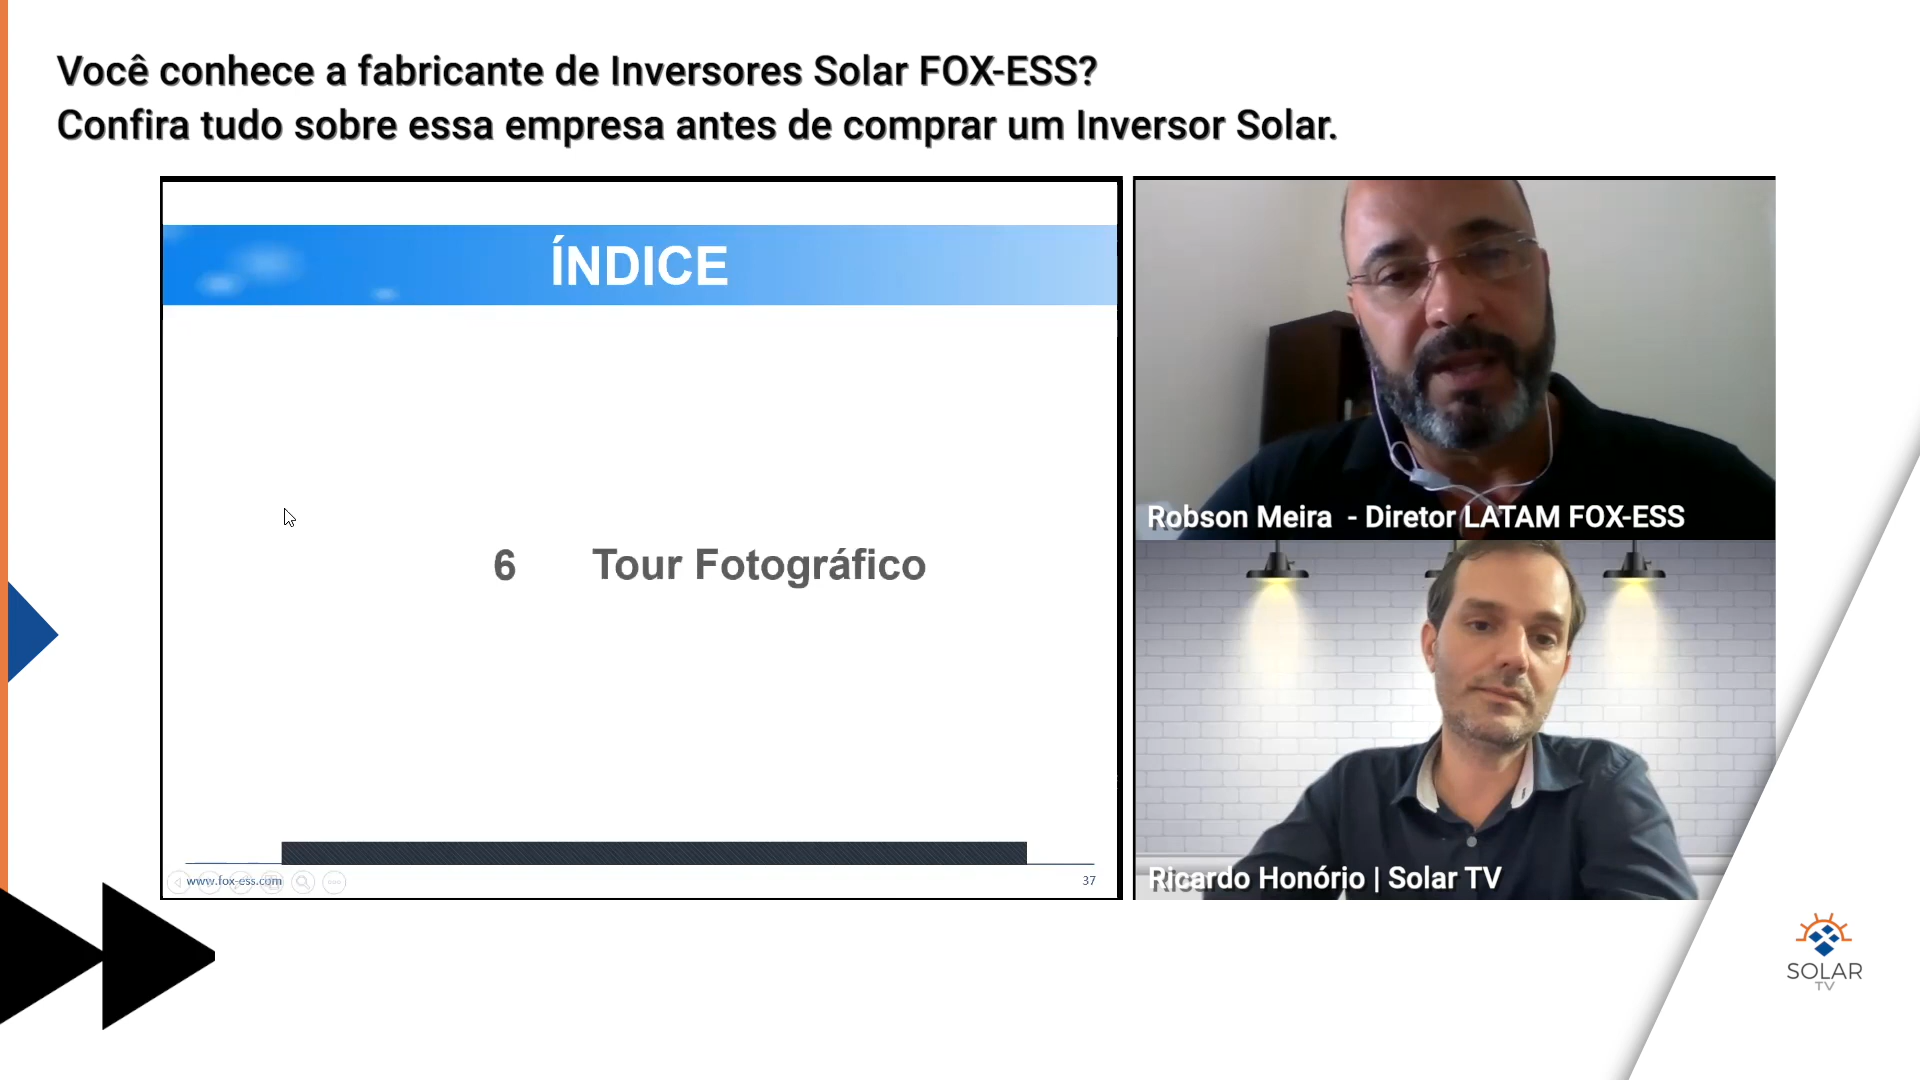 Você conhece a fabricante de Inversores Solar FOX-ESS?
Confira tudo sobre essa empresa antes de comprar um Inversor Solar.
ÍNDICE
6 Tour Fotográfico
www.fox-ess.com
37
Robson Meira - Diretor LATAM FOX-ESS
Ricardo Honório | Solar TV
SOLAR
TV